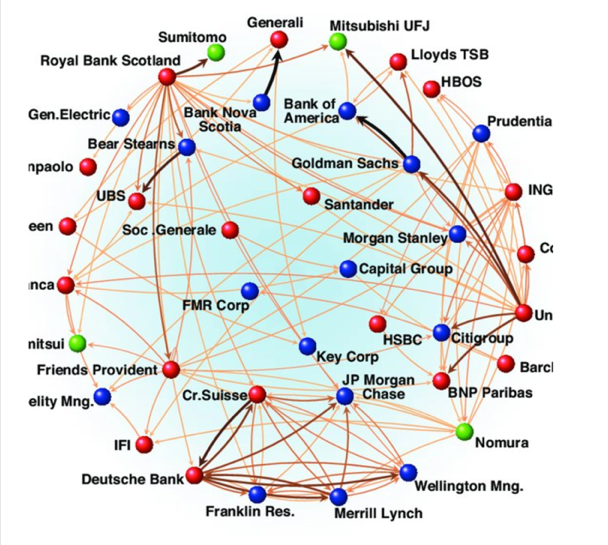 Generali
Sumitomo
Mitsubishi UFJ
Royal Bank Scotland
Lloyds TSB
HBOS
Gen.Electric
Bank Nova
Scotia
Bank of
America
Prudentia
Bear Stearns
Goldman Sachs
npaolo
UBS
Santander
ING
een
Soc .Generale
Morgan Stanley
Co
Capital Group
nca
FMR Corp
Un
HSBC
Citigroup
nitsui
Key Corp
Friends Provident
Barcl
JP Morgan
Chase
BNP Paribas
elity Mng.
Cr.Suisse
IFI
Nomura
Deutsche Bank
Wellington Mng.
Franklin Res.
Merrill Lynch